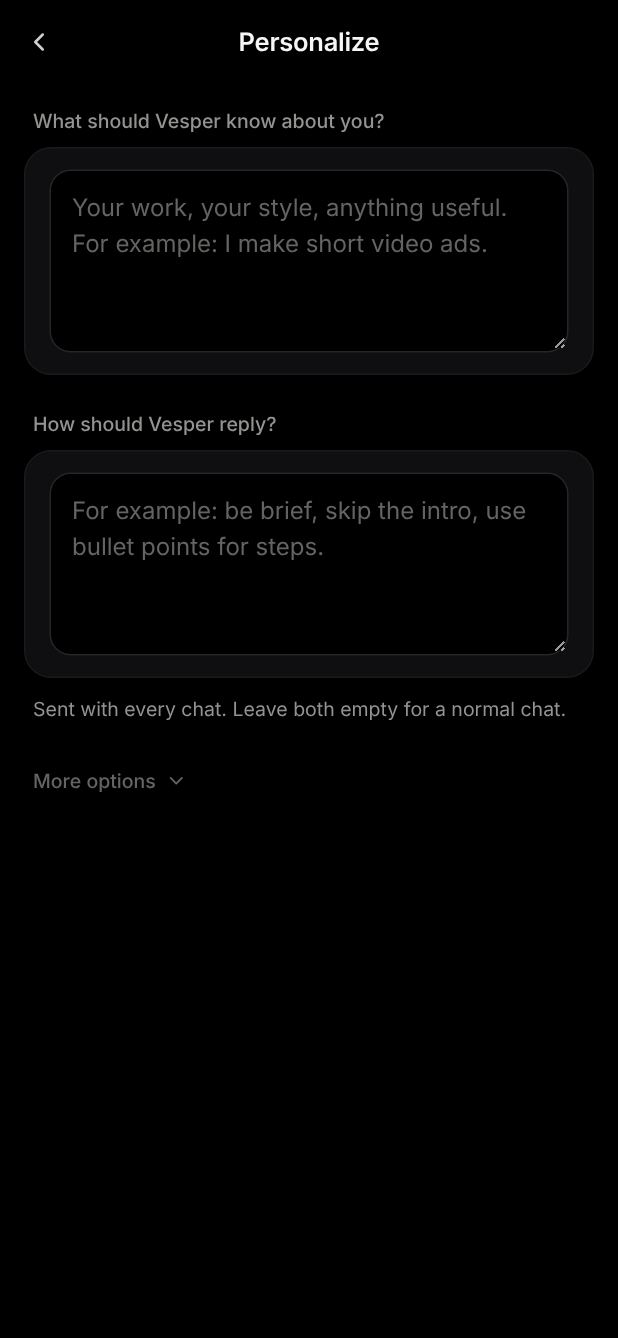 Personalize
What should Vesper know about you?
Your work, your style, anything useful.
For example: I make short video ads.
How should Vesper reply?
For example: be brief, skip the intro, use
bullet points for steps.
Sent with every chat. Leave both empty for a normal chat.
More options